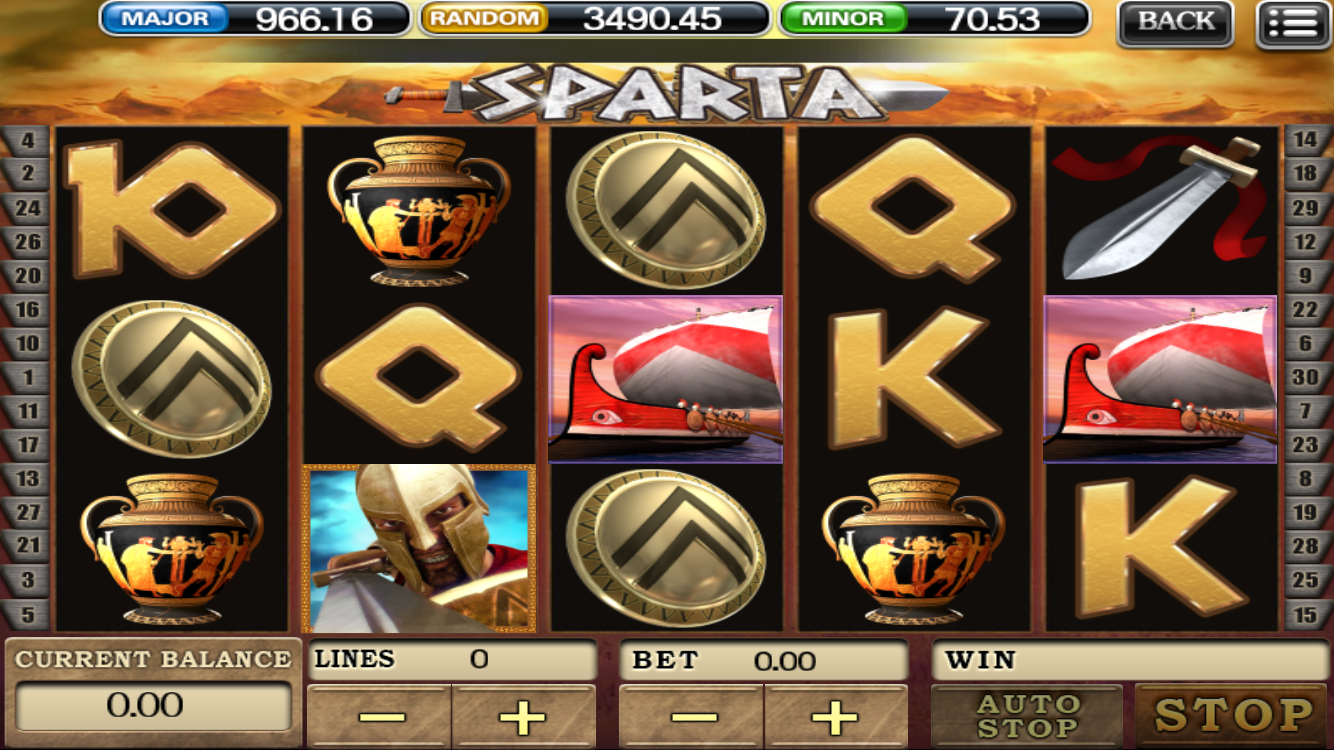 MAJOR 966.16 RANDOM 3490.45 MINOR 70.53 BACK
SPARTA
4 14
2 18
24 29
26 12
20 9
16 22
10 6
1 30
11 7
17 23
13 8
27 19
21 28
3 25
5 15
10 Q
Q K
K
CURRENT BALANCE LINES 0 BET 0.00 WIN
0.00 − + − + AUTO STOP STOP